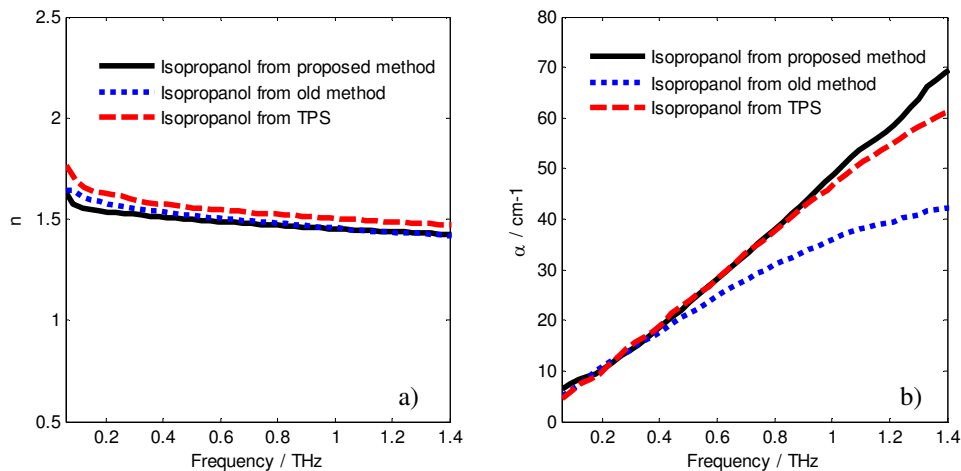 2.5
2
1.5
1
0.5
n
Isopropanol from proposed method
Isopropanol from old method
Isopropanol from TPS
a)
0.2 0.4 0.6 0.8 1 1.2 1.4
Frequency / THz
80
70
60
50
40
30
20
10
0
α / cm-1
Isopropanol from proposed method
Isopropanol from old method
Isopropanol from TPS
b)
0.2 0.4 0.6 0.8 1 1.2 1.4
Frequency / THz